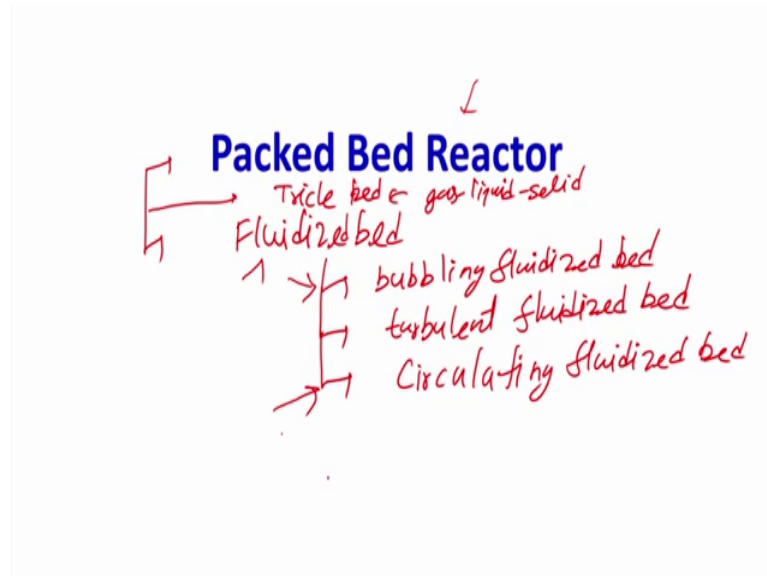 Packed Bed Reactor
Tricle bed ← gas-liquid-solid
Fluidized bed
bubbling fluidized bed
turbulent fluidized bed
Circulating fluidized bed